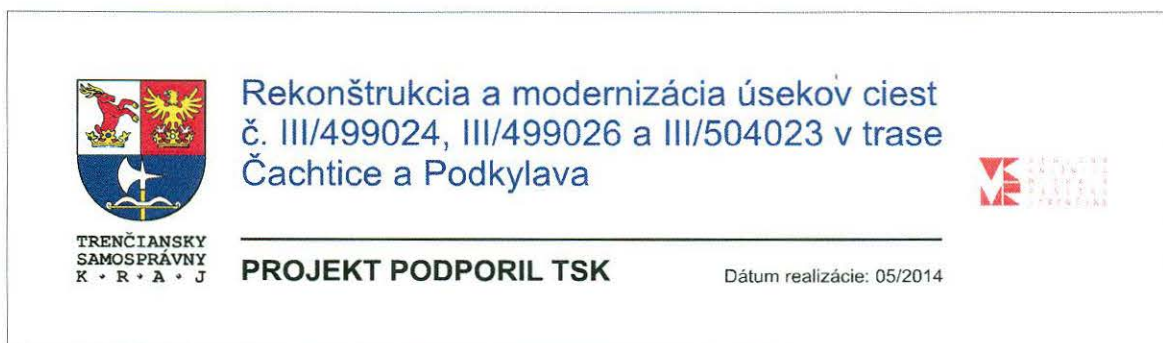 Rekonštrukcia a modernizácia úsekov ciest
č. III/499024, III/499026 a III/504023 v trase
Čachtice a Podkylava
TRENČIANSKY
SAMOSPRÁVNY
K • R • A • J
PROJEKT PODPORIL TSK
Dátum realizácie: 05/2014